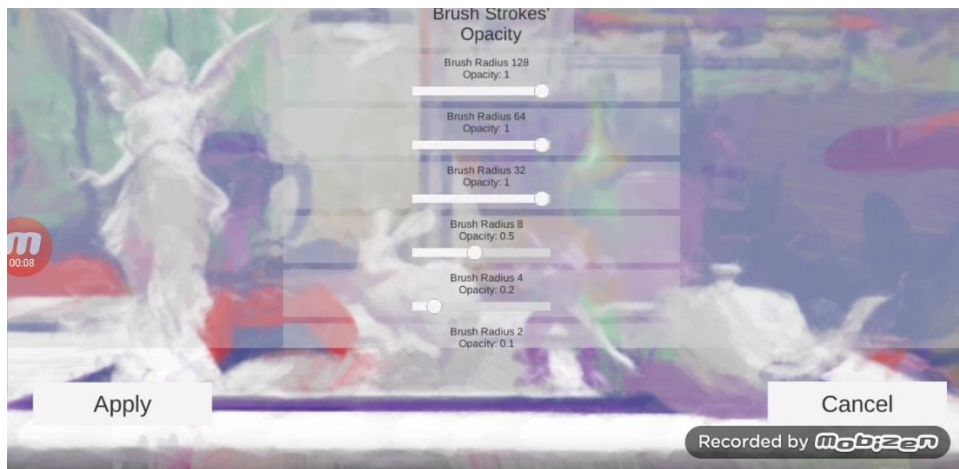 Brush Strokes'
Opacity
Brush Radius 128
Opacity: 1
Brush Radius 64
Opacity: 1
Brush Radius 32
Opacity: 1
Brush Radius 8
Opacity: 0.5
Brush Radius 4
Opacity: 0.2
Brush Radius 2
Opacity: 0.1
m
00:08
Apply
Cancel
Recorded by mobizen